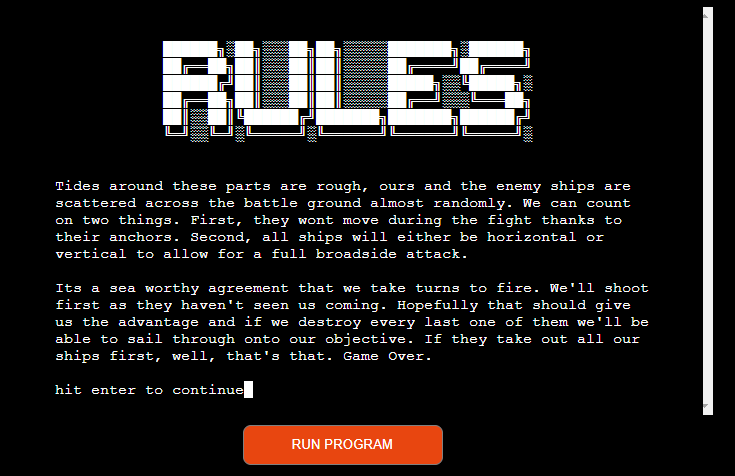 RULES
Tides around these parts are rough, ours and the enemy ships are
scattered across the battle ground almost randomly. We can count
on two things. First, they wont move during the fight thanks to
their anchors. Second, all ships will either be horizontal or
vertical to allow for a full broadside attack.
Its a sea worthy agreement that we take turns to fire. We'll shoot
first as they haven't seen us coming. Hopefully that should give
us the advantage and if we destroy every last one of them we'll be
able to sail through onto our objective. If they take out all our
ships first, well, that's that. Game Over.
hit enter to continue
RUN PROGRAM